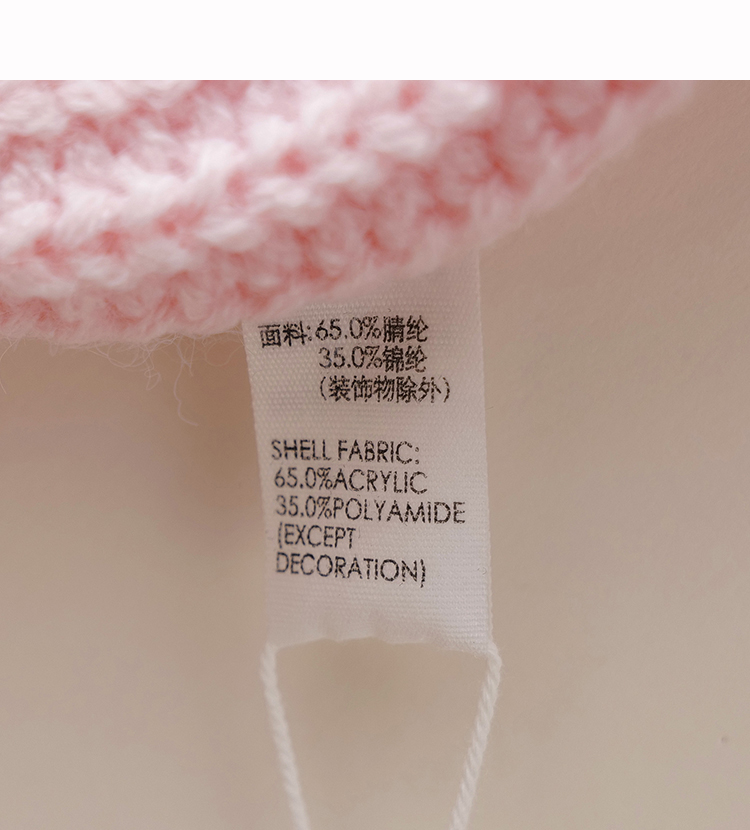 面料:65.0%腈纶
35.0%锦纶
(装饰物除外)
SHELL FABRIC:
65.0%ACRYLIC
35.0%POLYAMIDE
(EXCEPT
DECORATION)